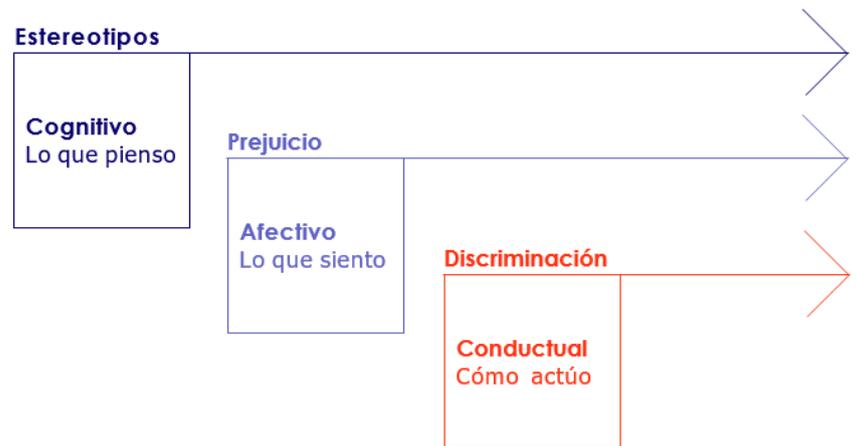 Estereotipos
Cognitivo
Lo que pienso
Prejuicio
Afectivo
Lo que siento
Discriminación
Conductual
Cómo actúo